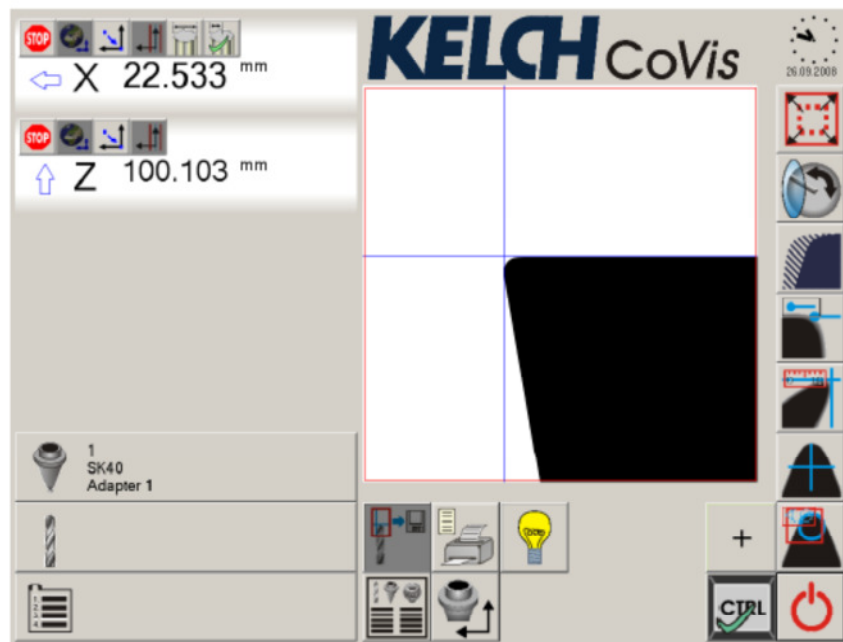 STOP
X 22.533 mm
STOP
Z 100.103 mm
KELCH CoVis
26.09.2008
1
SK40
Adapter 1
+
CTRL